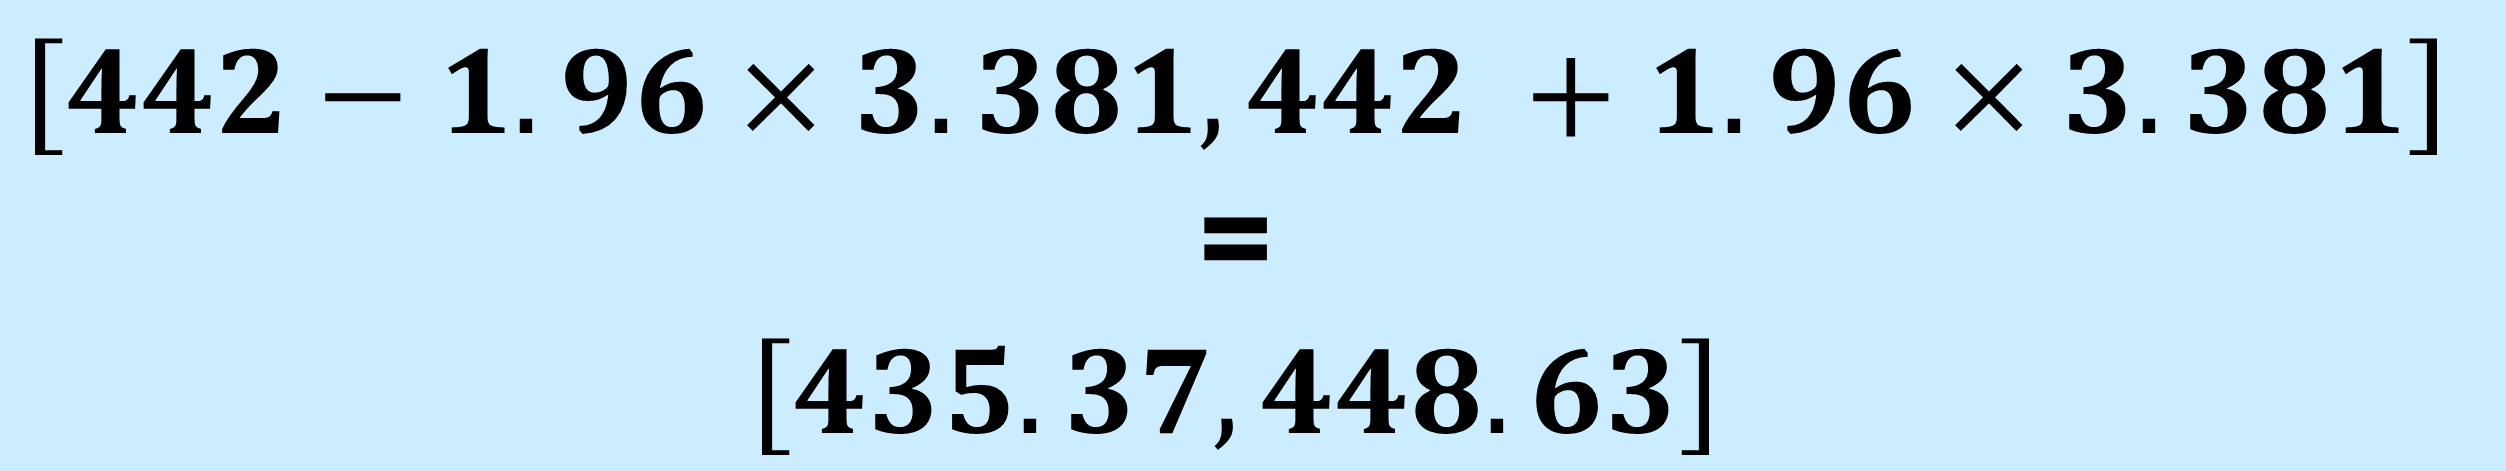 [442 − 1.96 × 3.381, 442 + 1.96 × 3.381]
=
[435.37, 448.63]